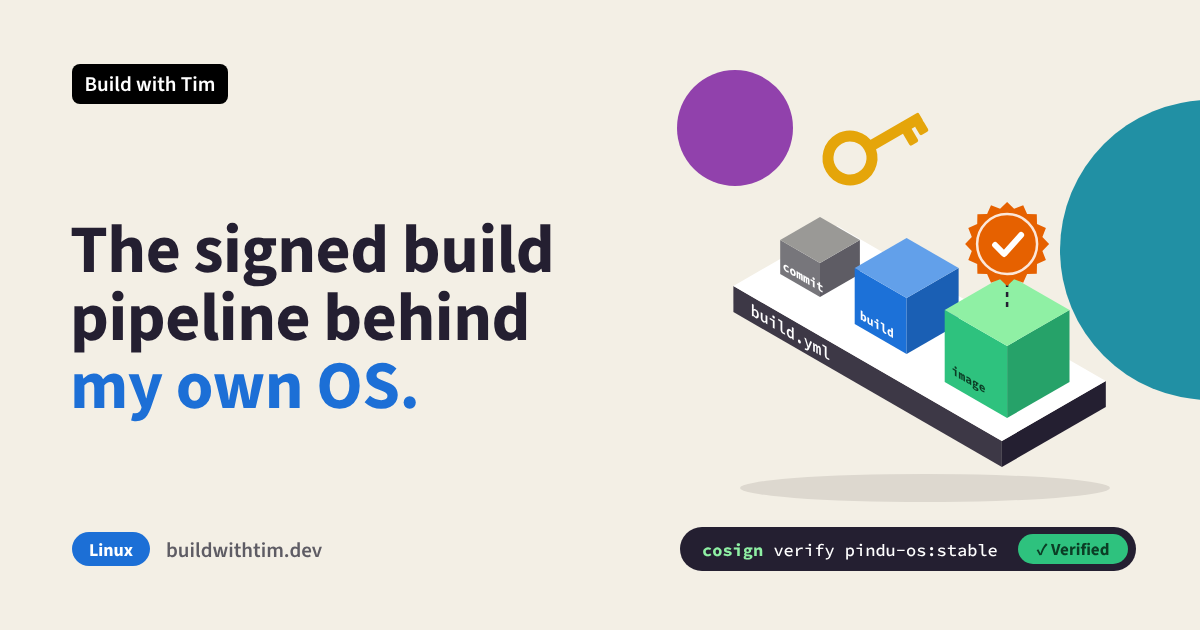 Build with Tim
The signed build
pipeline behind
my own OS.
commit
build
image
build.yml
Linux
buildwithtim.dev
cosign verify pindu-os:stable
✓ Verified